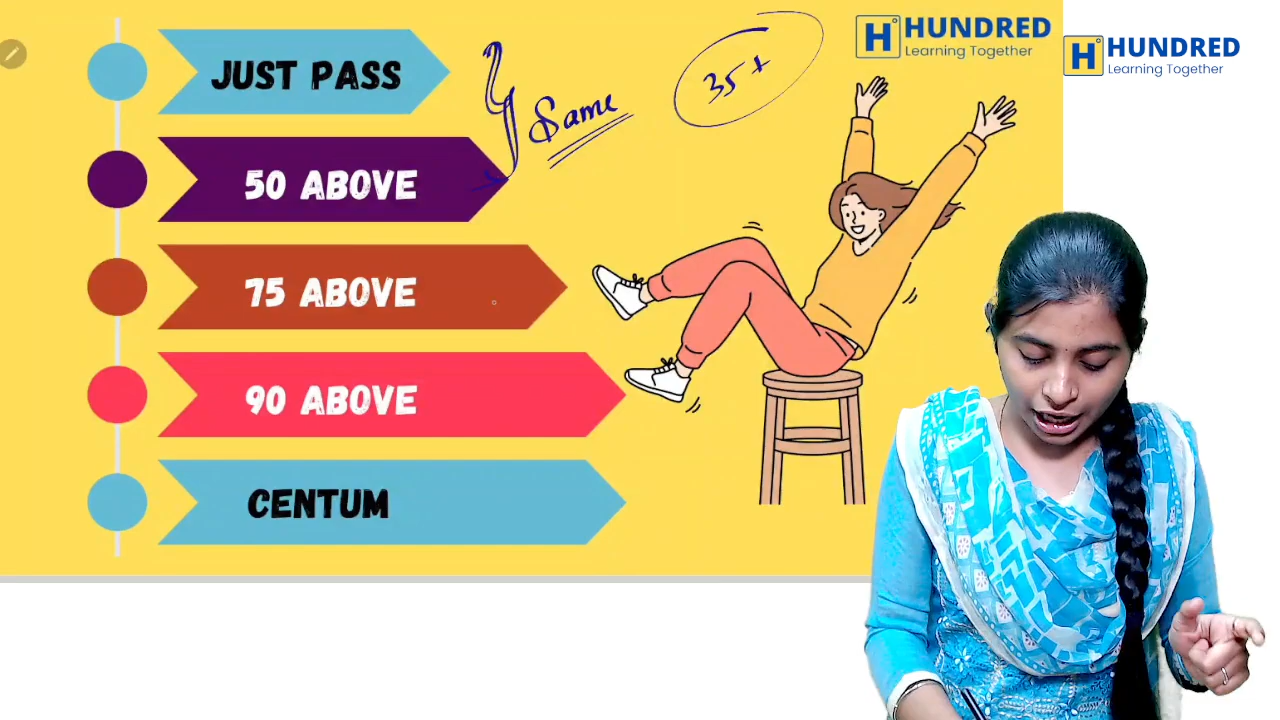 JUST PASS
Same
35+
HUNDRED
Learning Together
HUNDRED
Learning Together
50 ABOVE
75 ABOVE
90 ABOVE
CENTUM